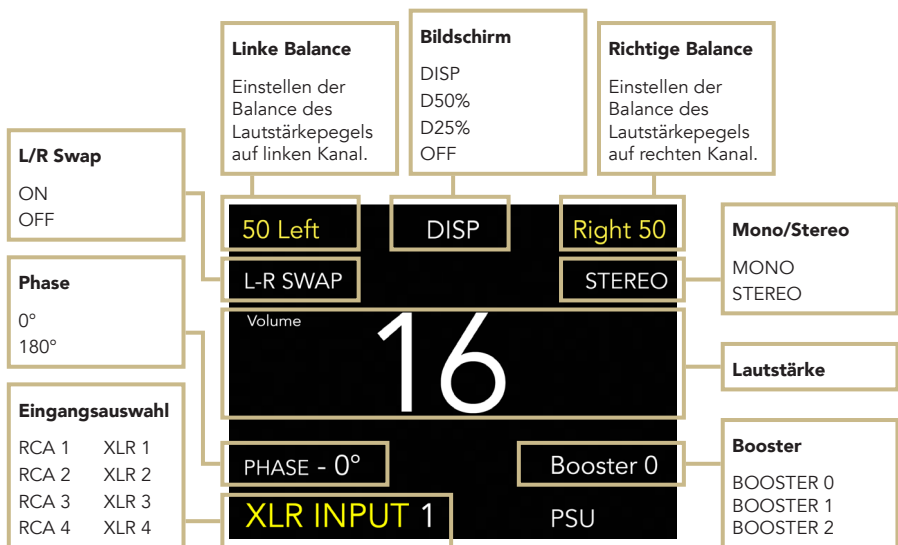 Linke Balance
Einstellen der
Balance des
Lautstärkepegels
auf linken Kanal.
Bildschirm
DISP
D50%
D25%
OFF
Richtige Balance
Einstellen der
Balance des
Lautstärkepegels
auf rechten Kanal.
L/R Swap
ON
OFF
Phase
0°
180°
Eingangsauswahl
RCA 1 XLR 1
RCA 2 XLR 2
RCA 3 XLR 3
RCA 4 XLR 4
50 Left DISP Right 50
L-R SWAP STEREO
Volume
16
PHASE - 0° Booster 0
XLR INPUT 1 PSU
Mono/Stereo
MONO
STEREO
Lautstärke
Booster
BOOSTER 0
BOOSTER 1
BOOSTER 2